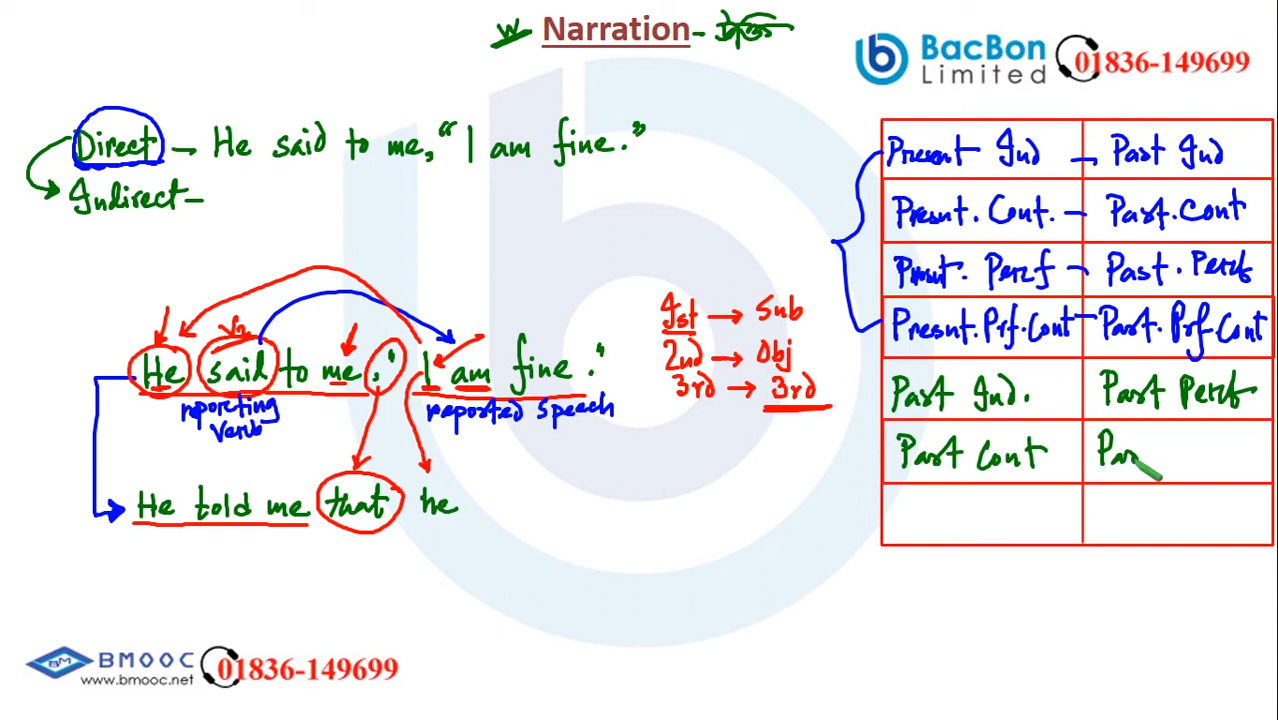 Narration -
BacBon
Limited
01836-149699
Direct - He said to me, “I am fine.”
Indirect -
He said to me, “I am fine.”
V2
reporting
verb
reported speech
He told me that he
1st → Sub
2nd → Obj
3rd → 3rd
Present Ind - Past Ind
Present. Cont. - Past. Cont
Present. Perf - Past. Perf
Present. Prf. Cont - Past. Prf. Cont
Past Ind. Past Perf
Past Cont Pas
BMOOC
www.bmooc.net
01836-149699